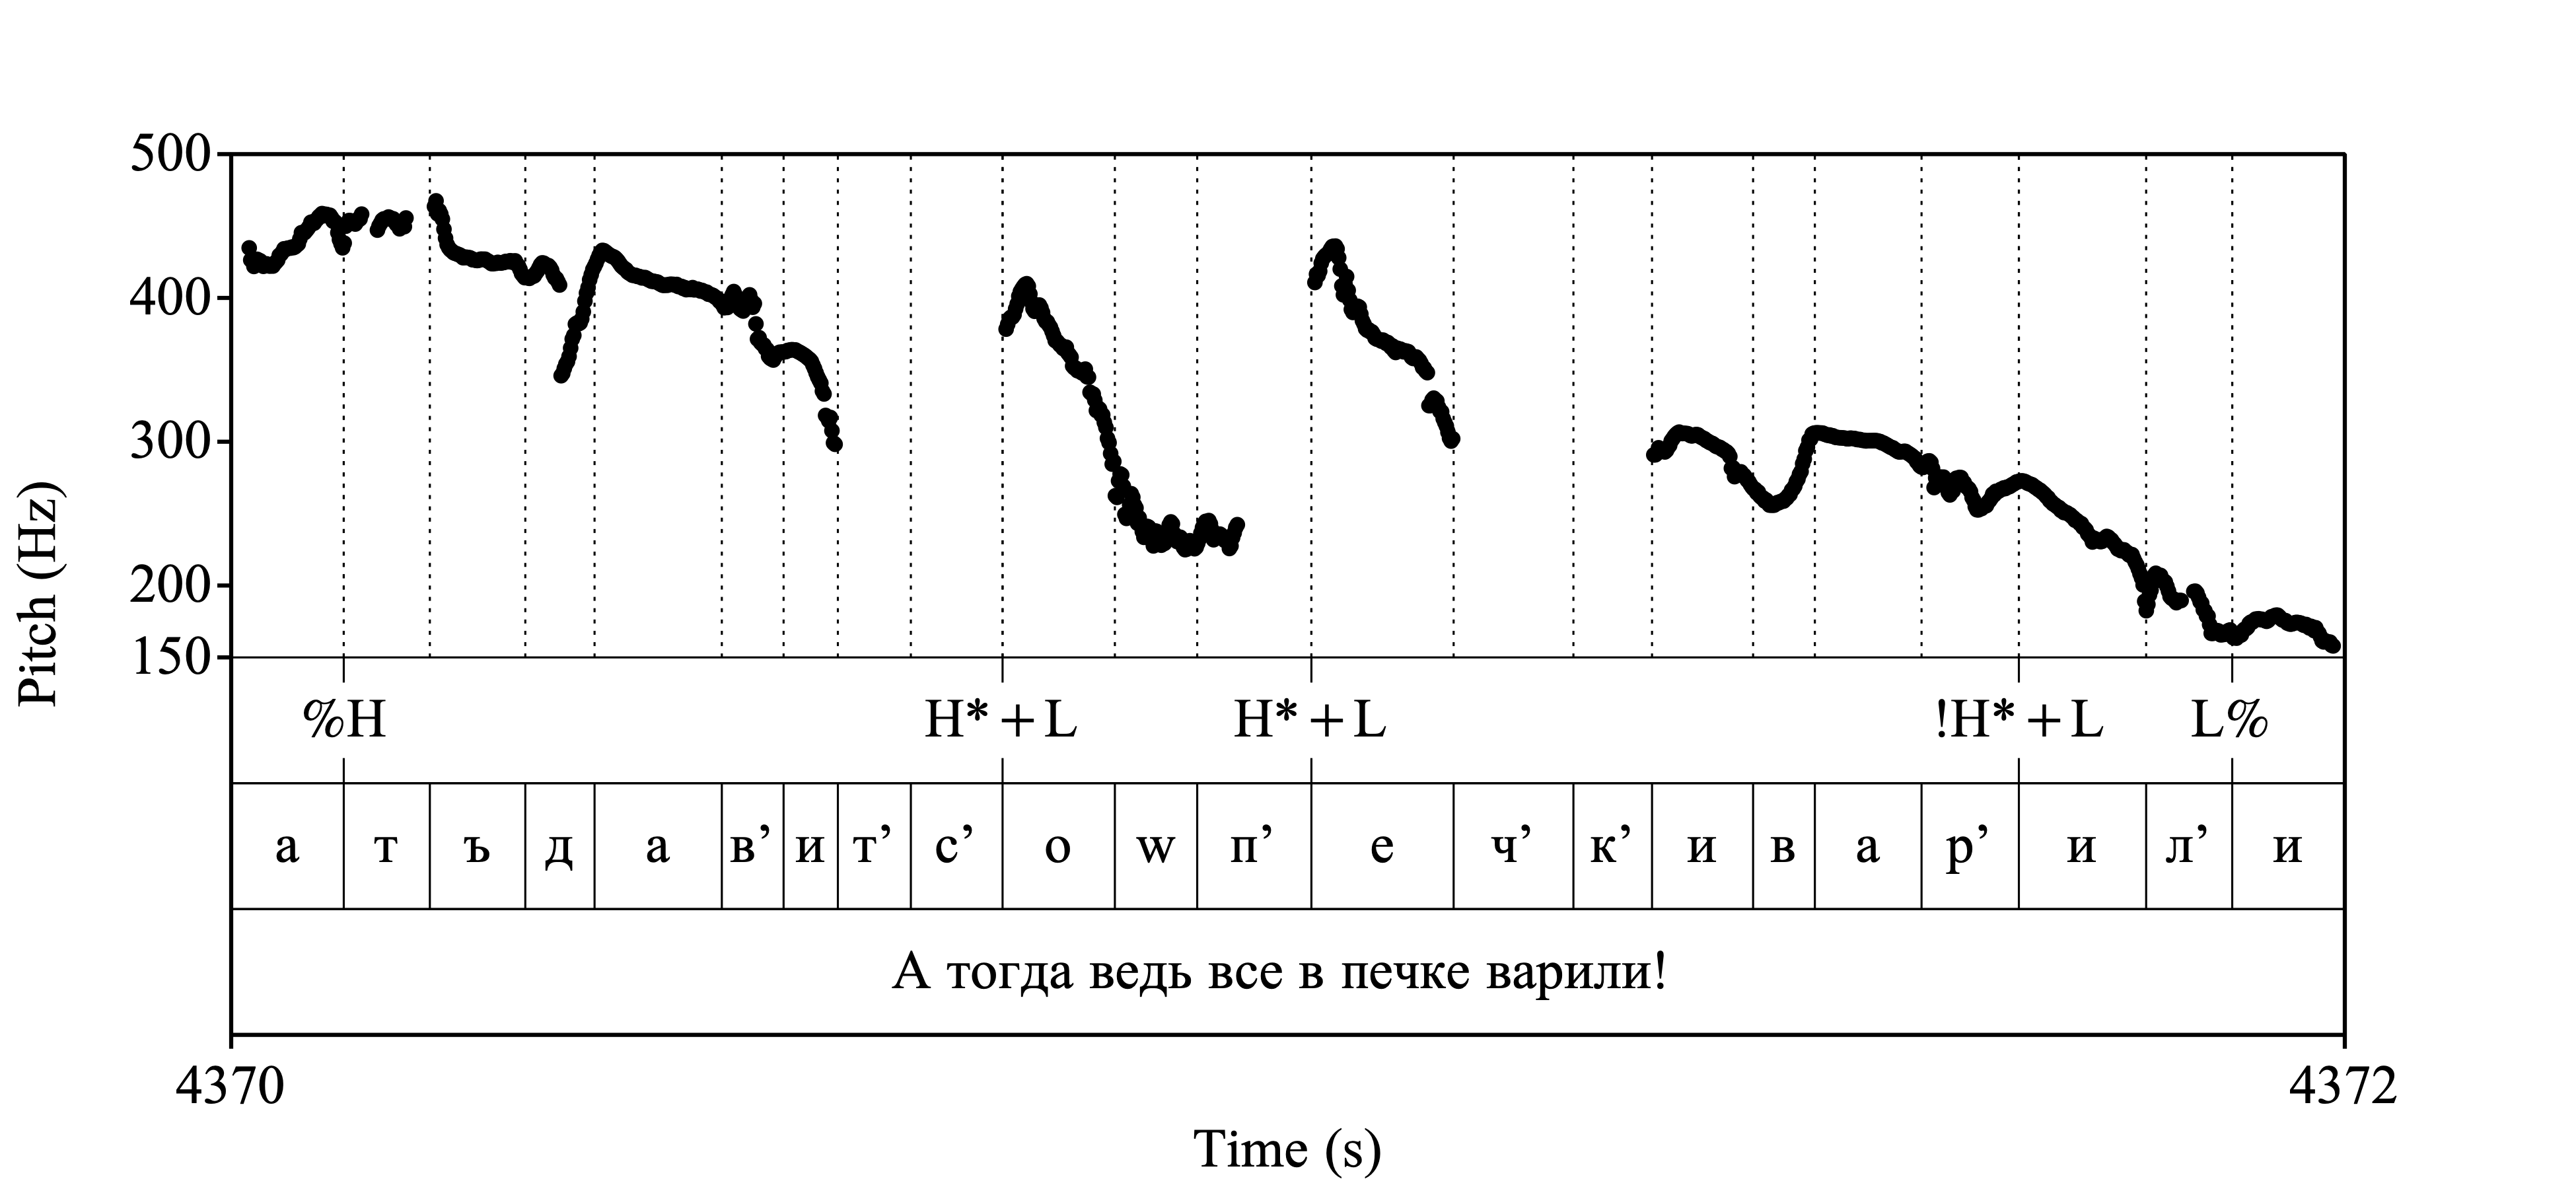 500
400
300
200
150
Pitch (Hz)
%H H*+L H*+L !H*+L L%
а т ъ д а в’ и т’ с’ о w п’ е ч’ к’ и в а р’ и л’ и
А тогда ведь все в печке варили!
4370 4372
Time (s)